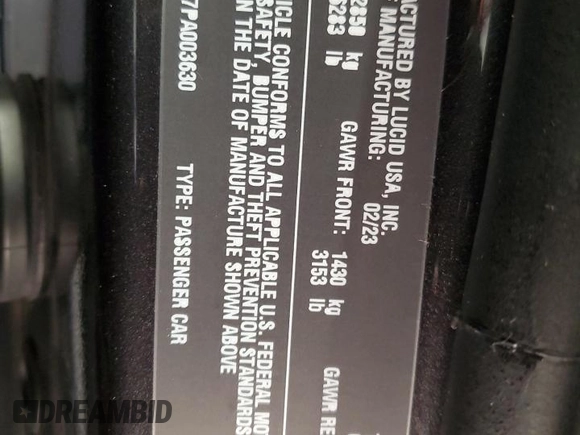 ACTURED BY LUCID USA, INC.
MANUFACTURING: 02/23
2850 kg GAWR FRONT: 1430 kg GAWR RE
6283 lb 3153 lb
ICLE CONFORMS TO ALL APPLICABLE U.S. FEDERAL MO
SAFETY, BUMPER AND THEFT PREVENTION STANDARDS
N THE DATE OF MANUFACTURE SHOWN ABOVE
7PA003630 TYPE: PASSENGER CAR
DREAMBID